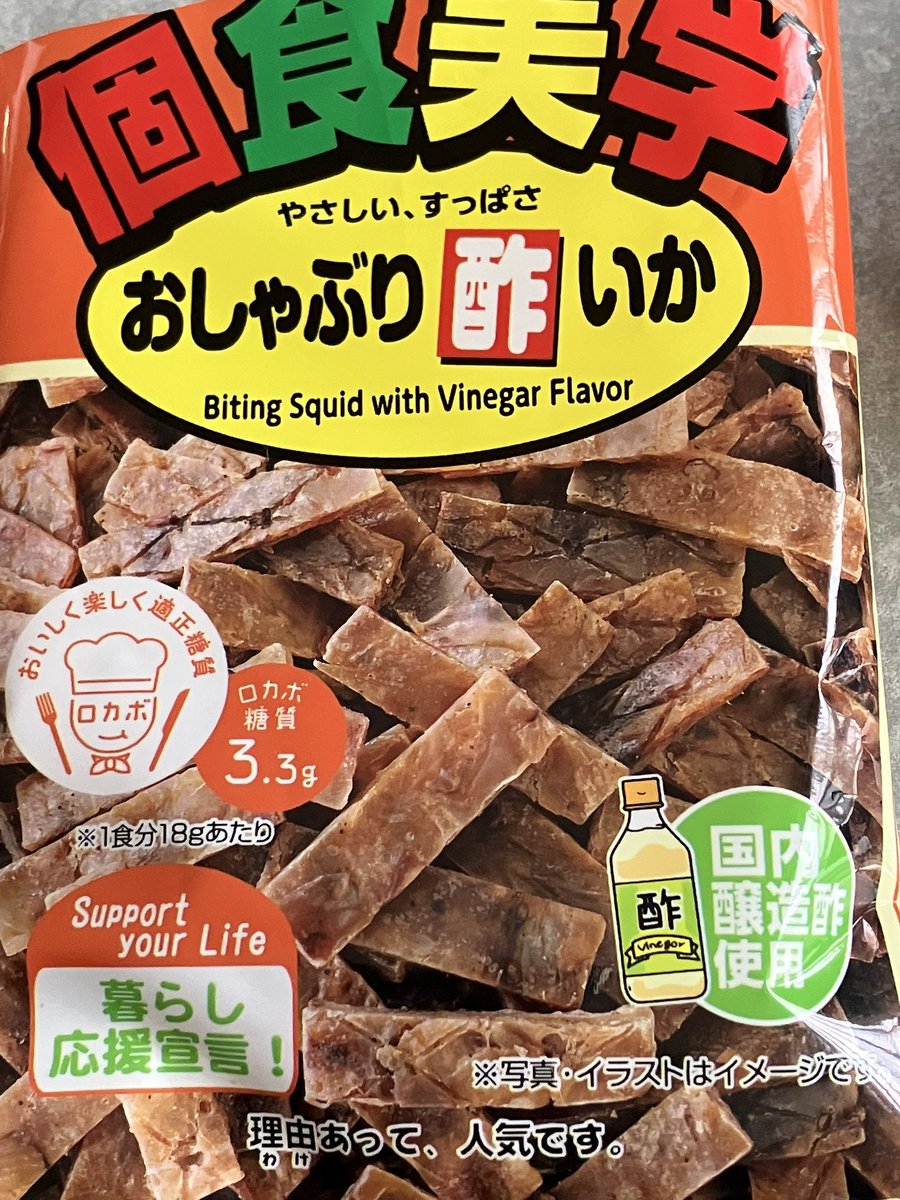 個食美学
やさしい、すっぱさ
おしゃぶり酢いか
Biting Squid with Vinegar Flavor
おいしく楽しく適正糖質
ロカボ
ロカボ
糖質
3.3g
※1食分18gあたり
酢
Vinegar
国内
醸造酢
使用
Support
your Life
暮らし
応援宣言!
※写真・イラストはイメージです
理由あって、人気です。
わけ